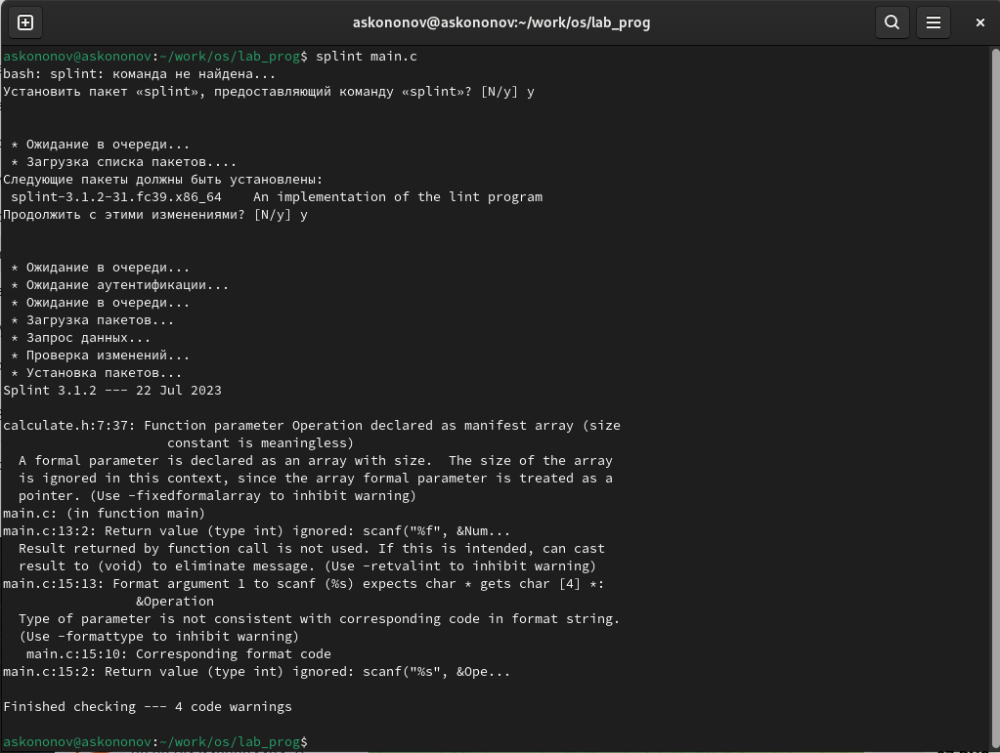 askononov@askononov:~/work/os/lab_prog
askononov@askononov:~/work/os/lab_prog$ splint main.c
bash: splint: команда не найдена...
Установить пакет «splint», предоставляющий команду «splint»? [N/y] y
* Ожидание в очереди...
* Загрузка списка пакетов....
Следующие пакеты должны быть установлены:
splint-3.1.2-31.fc39.x86_64    An implementation of the lint program
Продолжить с этими изменениями? [N/y] y
* Ожидание в очереди...
* Ожидание аутентификации...
* Ожидание в очереди...
* Загрузка пакетов...
* Запрос данных...
* Проверка изменений...
* Установка пакетов...
Splint 3.1.2 --- 22 Jul 2023
calculate.h:7:37: Function parameter Operation declared as manifest array (size
constant is meaningless)
A formal parameter is declared as an array with size.  The size of the array
is ignored in this context, since the array formal parameter is treated as a
pointer. (Use -fixedformalarray to inhibit warning)
main.c: (in function main)
main.c:13:2: Return value (type int) ignored: scanf("%f", &Num...
Result returned by function call is not used. If this is intended, can cast
result to (void) to eliminate message. (Use -retvalint to inhibit warning)
main.c:15:13: Format argument 1 to scanf (%s) expects char * gets char [4] *:
&Operation
Type of parameter is not consistent with corresponding code in format string.
(Use -formattype to inhibit warning)
main.c:15:10: Corresponding format code
main.c:15:2: Return value (type int) ignored: scanf("%s", &Ope...
Finished checking --- 4 code warnings
askononov@askononov:~/work/os/lab_prog$